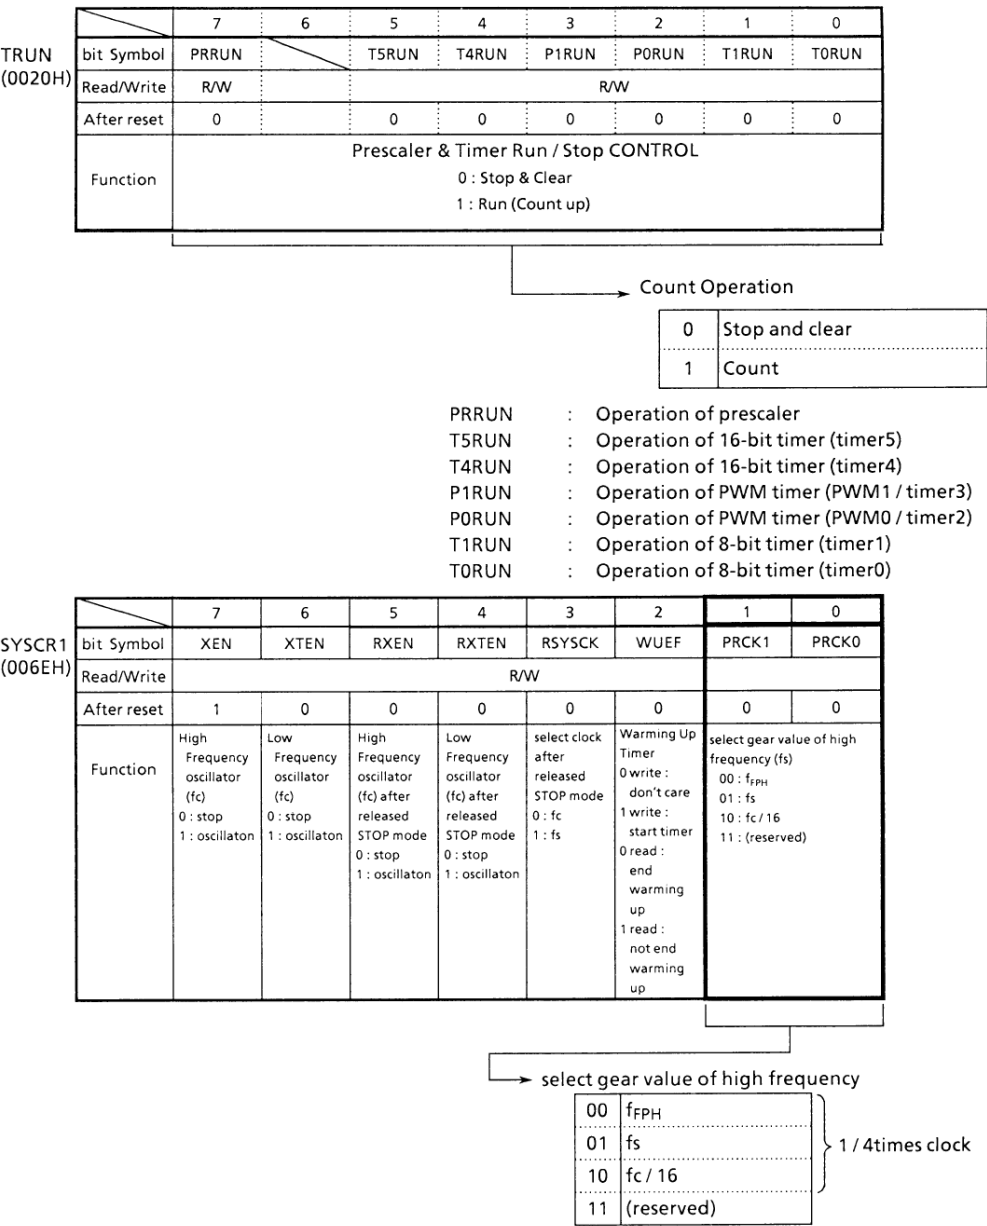 7 6 5 4 3 2 1 0
TRUN (0020H)
bit Symbol PRRUN T5RUN T4RUN P1RUN P0RUN T1RUN T0RUN
Read/Write R/W R/W
After reset 0 0 0 0 0 0 0
Function
Prescaler & Timer Run / Stop CONTROL
0 : Stop & Clear
1 : Run (Count up)
Count Operation
0 Stop and clear
1 Count
PRRUN : Operation of prescaler
T5RUN : Operation of 16-bit timer (timer5)
T4RUN : Operation of 16-bit timer (timer4)
P1RUN : Operation of PWM timer (PWM1 / timer3)
P0RUN : Operation of PWM timer (PWM0 / timer2)
T1RUN : Operation of 8-bit timer (timer1)
T0RUN : Operation of 8-bit timer (timer0)
7 6 5 4 3 2 1 0
SYSCR1 (006EH)
bit Symbol XEN XTEN RXEN RXTEN RSYSCK WUEF PRCK1 PRCK0
Read/Write R/W
After reset 1 0 0 0 0 0 0 0
Function
High
Frequency
oscillator
(fc)
0 : stop
1 : oscillaton
Low
Frequency
oscillator
(fc)
0 : stop
1 : oscillaton
High
Frequency
oscillator
(fc) after
released
STOP mode
0 : stop
1 : oscillaton
Low
Frequency
oscillator
(fc) after
released
STOP mode
0 : stop
1 : oscillaton
select clock
after
released
STOP mode
0 : fc
1 : fs
Warming Up
Timer
0 write :
don't care
1 write :
start timer
0 read :
end
warming
up
1 read :
not end
warming
up
select gear value of high
frequency (fs)
00 : fFPH
01 : fs
10 : fc / 16
11 : (reserved)
select gear value of high frequency
00 fFPH
01 fs
10 fc / 16
11 (reserved)
1 / 4times clock